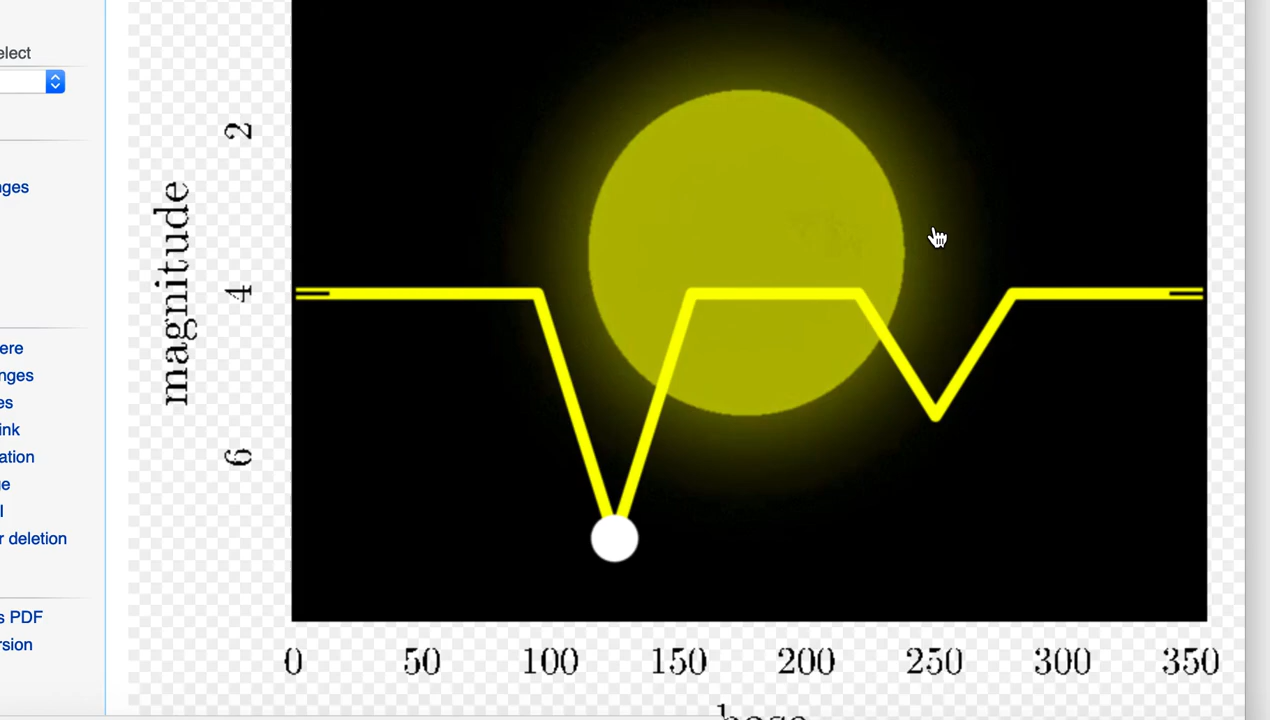 elect
2
nges
magnitude
4
ere
nges
es
ink
ation
6
e
l
r deletion
s PDF
rsion
0 50 100 150 200 250 300 350